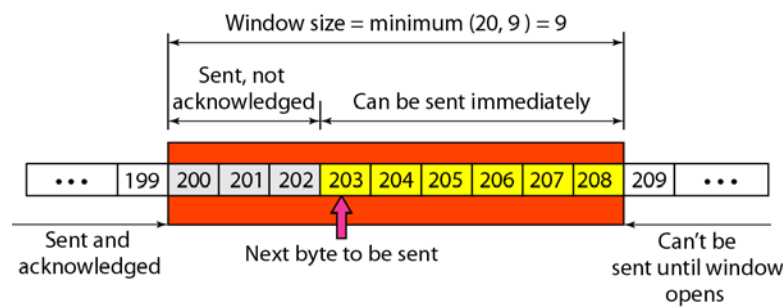 Window size = minimum (20, 9 ) = 9
Sent, not
acknowledged
Can be sent immediately
••• 199 200 201 202 203 204 205 206 207 208 209 •••
Sent and
acknowledged
Next byte to be sent
Can't be
sent until window
opens